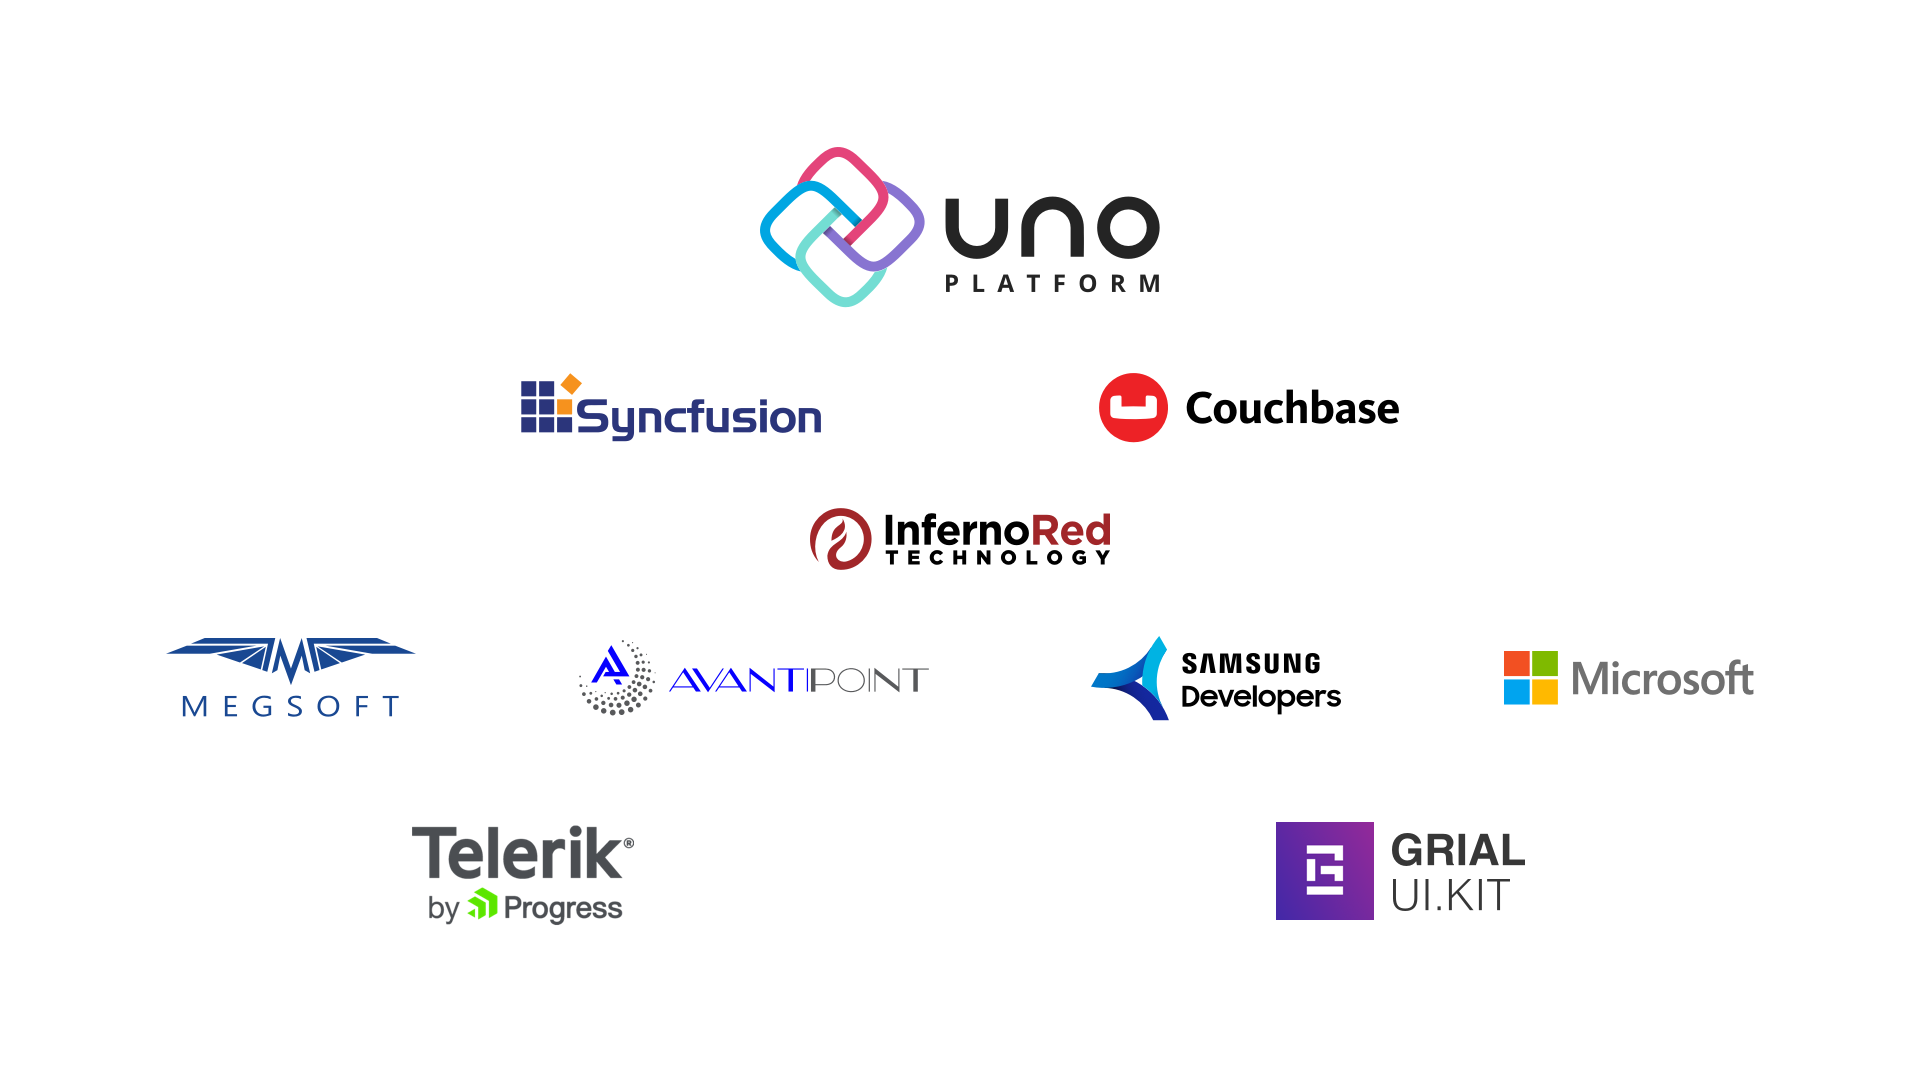 uno
PLATFORM
Syncfusion
Couchbase
InfernoRed
TECHNOLOGY
MEGSOFT
AVANTIPOINT
SAMSUNG
Developers
Microsoft
Telerik®
by Progress
GRIAL
UI.KIT